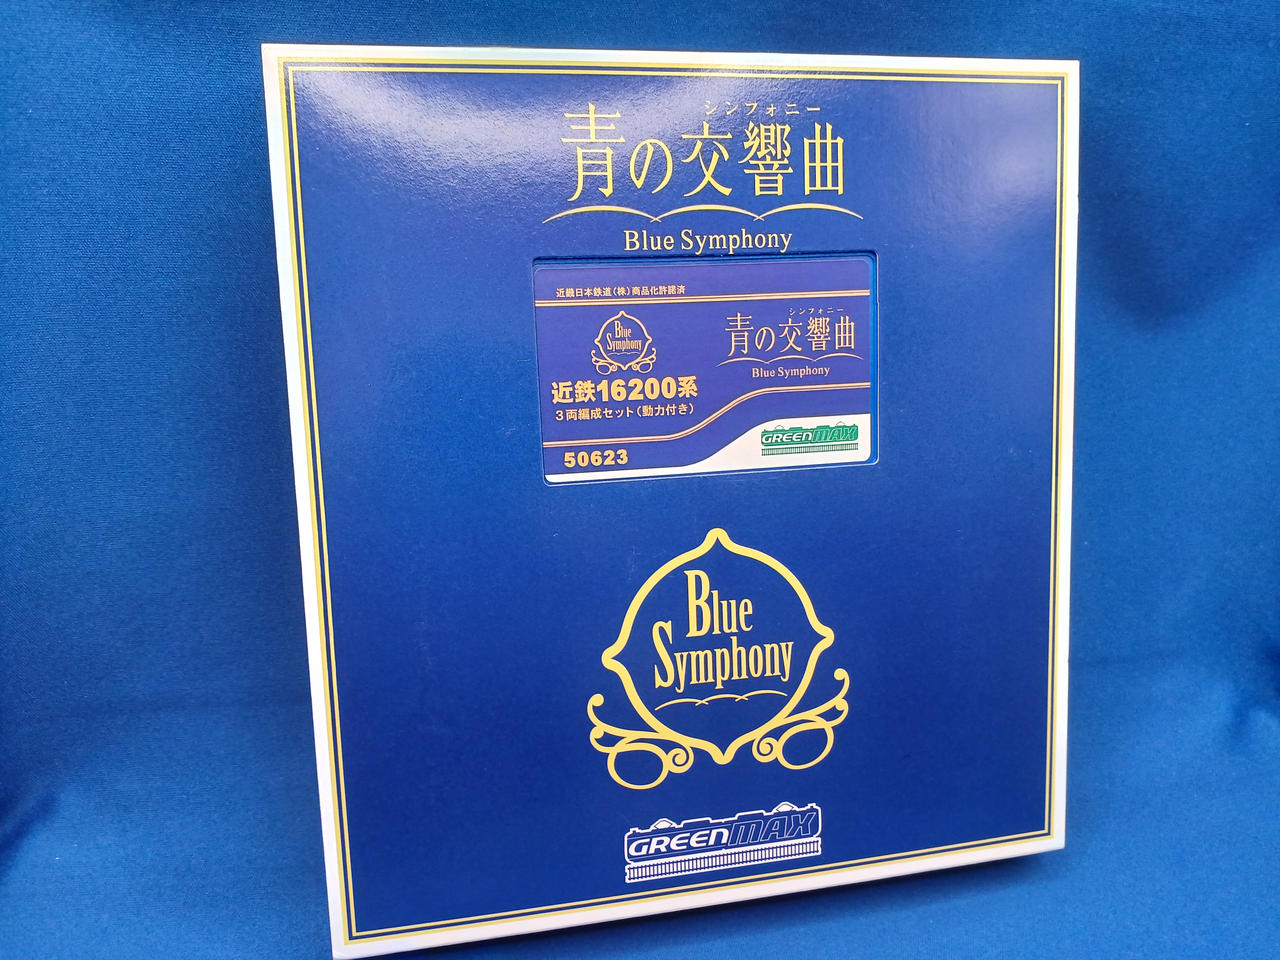 シンフォニー
青の交響曲
Blue Symphony
近畿日本鉄道(株)商品化許諾済
Blue
Symphony
シンフォニー
青の交響曲
Blue Symphony
近鉄16200系
3両編成セット(動力付き)
GREENMAX
50623
Blue
Symphony
GREENMAX